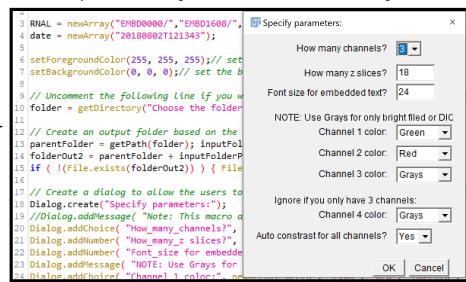 3 RNAL = newArray("EMBD0000/","EMBD1608/",
4 date = newArray("20180802T121343");
5
6 setForegroundColor(255, 255, 255);// set
7 setBackgroundColor(0, 0, 0);// set the b
8
9 // Uncomment the following line if you w
10 folder = getDirectory("Choose the folder
11
12 // Create an output folder based on the
13 parentFolder = getPath(folder); inputFol
14 folderOut2 = parentFolder + inputFolderP
15 if ( !(File.exists(folderOut2)) ) { File
16
17 // Create a dialog to allow the users to
18 Dialog.create("Specify parameters:");
19 //Dialog.addMessage( "Note: This macro a
20 Dialog.addChoice( "How_many_channels?",
21 Dialog.addNumber( "How_many_z slices?",
22 Dialog.addNumber( "Font_size for embedde
23 Dialog.addMessage( "NOTE: Use Grays for
24 Dialog.addChoice( "Channel 1 color:",
Specify parameters:
How many channels? 3
How many z slices? 18
Font size for embedded text? 24
NOTE: Use Grays for only bright filed or DIC
Channel 1 color: Green
Channel 2 color: Red
Channel 3 color: Grays
Ignore if you only have 3 channels:
Channel 4 color: Grays
Auto constrast for all channels? Yes
OK Cancel